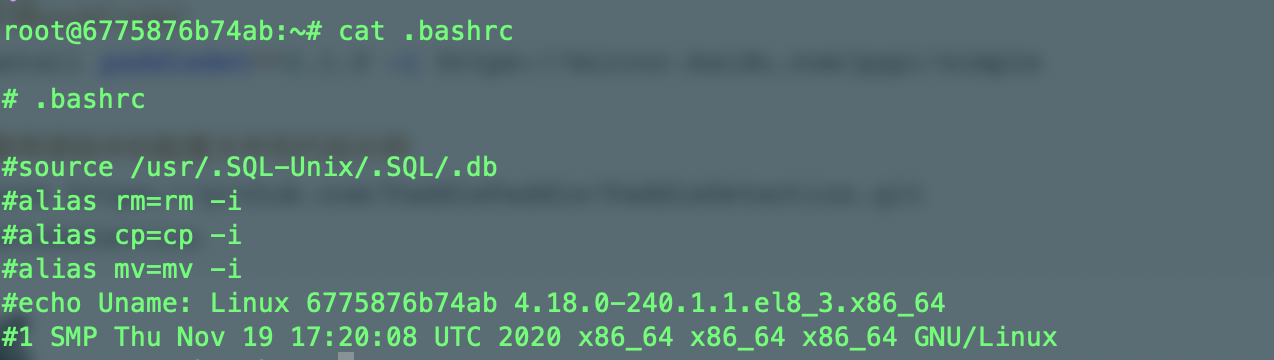 root@6775876b74ab:~# cat .bashrc
# .bashrc
#source /usr/.SQL-Unix/.SQL/.db
#alias rm=rm -i
#alias cp=cp -i
#alias mv=mv -i
#echo Uname: Linux 6775876b74ab 4.18.0-240.1.1.el8_3.x86_64
#1 SMP Thu Nov 19 17:20:08 UTC 2020 x86_64 x86_64 x86_64 GNU/Linux